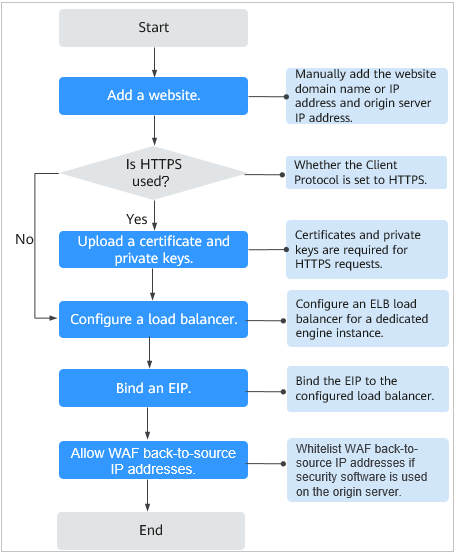 Start
Add a website.
Manually add the website
domain name or IP
address and origin server
IP address.
Is HTTPS
used?
Whether the Client
Protocol is set to HTTPS.
No
Yes
Upload a certificate and
private keys.
Certificates and private
keys are required for
HTTPS requests.
Configure a load balancer.
Configure an ELB load
balancer for a dedicated
engine instance.
Bind an EIP.
Bind the EIP to the
configured load balancer.
Allow WAF back-to-source
IP addresses.
Whitelist WAF back-to-
source IP addresses if
security software is used
on the origin server.
End